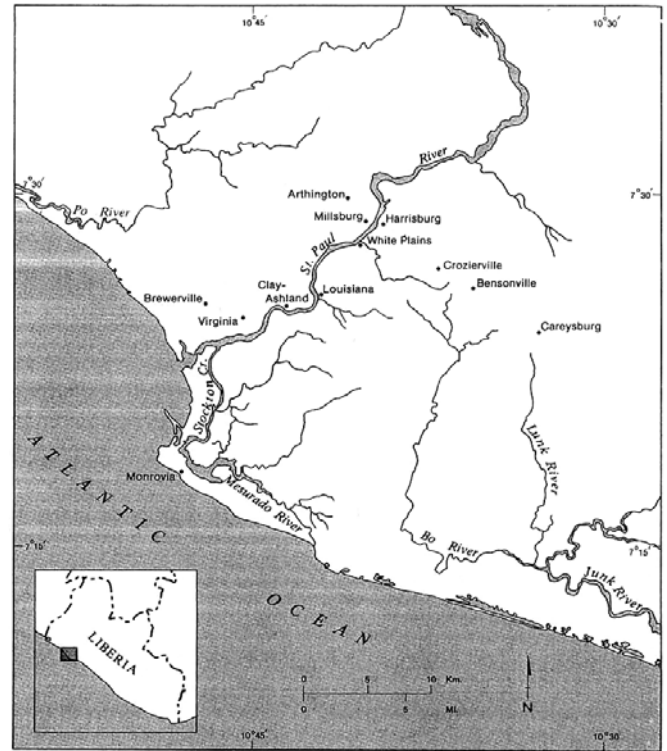 10°45'
10°30'
7°30'
7°30'
River
Arthington
Millsburg
Harrisburg
Po River
White Plains
St. Paul
Crozierville
Clay-
Ashland
Louisiana
Bensonville
Brewerville
Virginia
Careysburg
Stockton Cr.
Junk River
Monrovia
Mesurado River
ATLANTIC
OCEAN
7°15'
Bo River
7°15'
Junk River
LIBERIA
0 5 10 Km.
0 5 Mi.
N
10°45'
10°30'